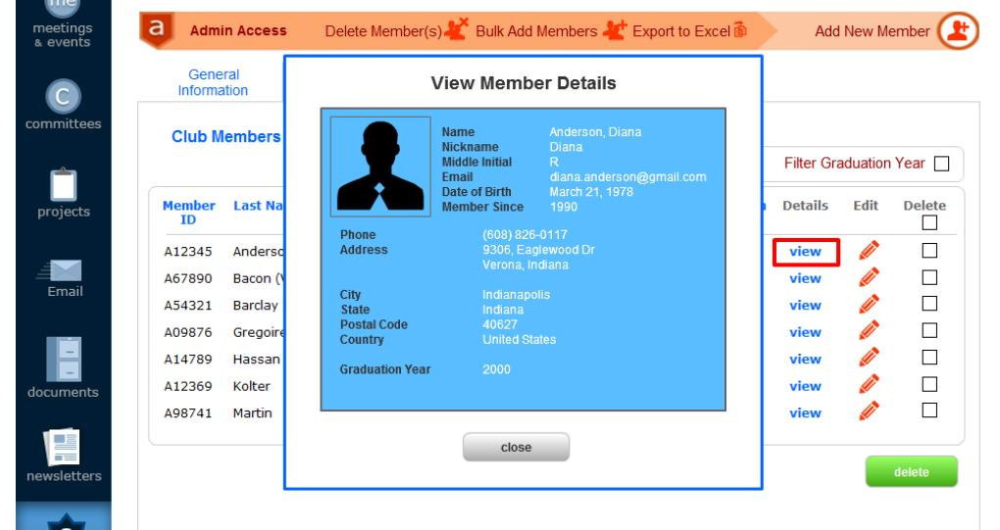 me
meetings
& events
C
committees
projects
Email
documents
newsletters
a Admin Access Delete Member(s) Bulk Add Members Export to Excel Add New Member
General
Information
Club Members
Filter Graduation Year
Member
ID
Last Na
Details Edit Delete
A12345 Anderso view
A67890 Bacon (V view
A54321 Barclay view
A09876 Gregoire view
A14789 Hassan view
A12369 Kolter view
A98741 Martin view
delete
View Member Details
Name Anderson, Diana
Nickname Diana
Middle Initial R
Email diana.anderson@gmail.com
Date of Birth March 21, 1978
Member Since 1990
Phone (608) 826-0117
Address 9306, Eaglewood Dr
Verona, Indiana
City Indianapolis
State Indiana
Postal Code 40627
Country United States
Graduation Year 2000
close